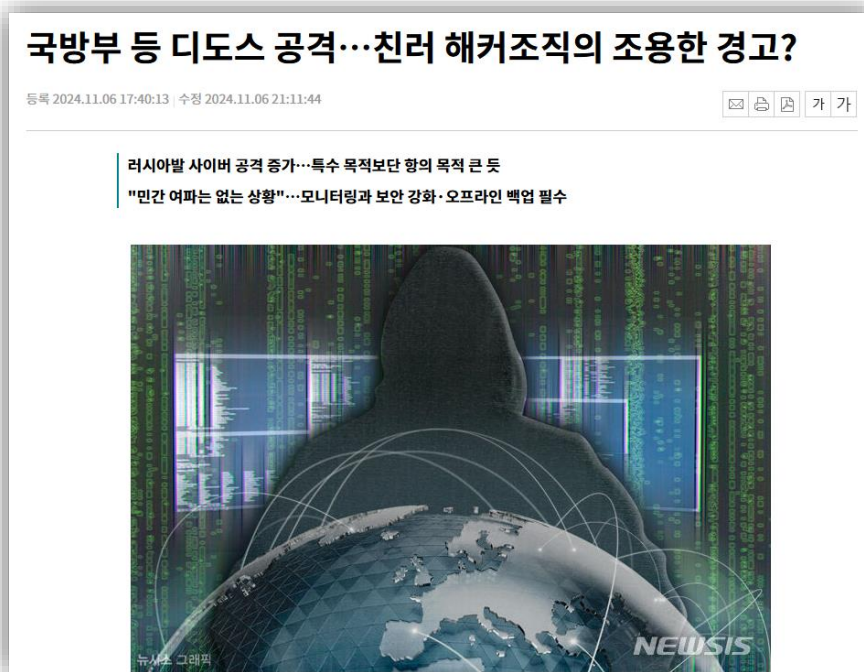 국방부 등 디도스 공격…친러 해커조직의 조용한 경고?
등록 2024.11.06 17:40:13 | 수정 2024.11.06 21:11:44
가 가
러시아발 사이버 공격 증가…특수 목적보단 항의 목적 큰 듯
"민간 여파는 없는 상황"…모니터링과 보안 강화·오프라인 백업 필수
뉴시스 그래픽
NEWSIS